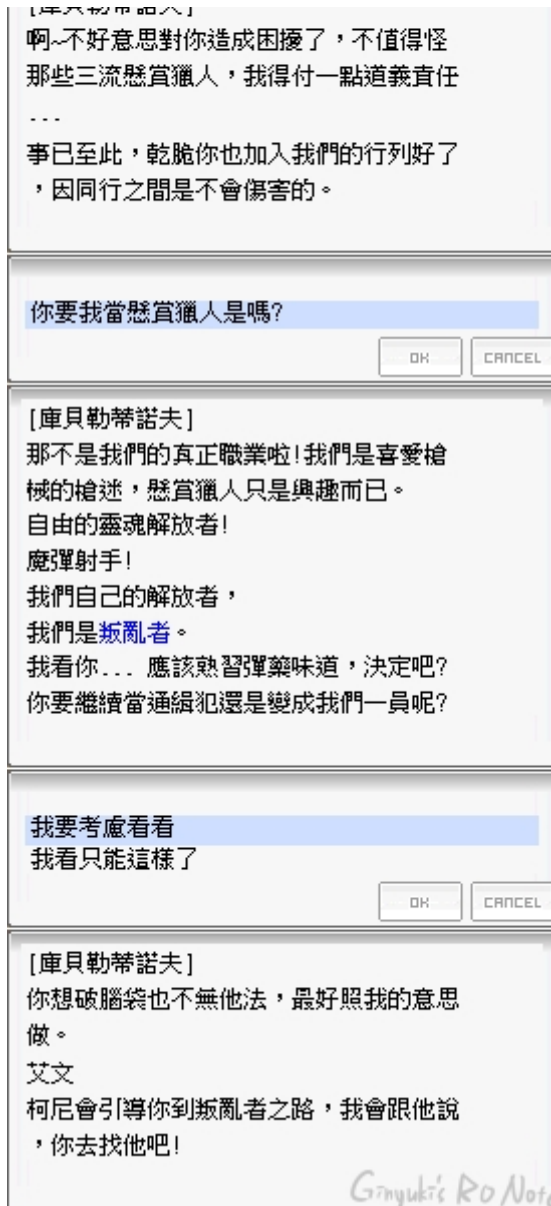 [庫貝勒蒂諾夫]
啊~不好意思對你造成困擾了，不值得怪
那些三流懸賞獵人，我得付一點道義責任
...
事已至此，乾脆你也加入我們的行列好了
，因同行之間是不會傷害的。
你要我當懸賞獵人是嗎?
OK CANCEL
[庫貝勒蒂諾夫]
那不是我們的真正職業啦!我們是喜愛槍
械的槍迷，懸賞獵人只是興趣而已。
自由的靈魂解放者!
魔彈射手!
我們自己的解放者，
我們是叛亂者。
我看你... 應該熟習彈藥味道，決定吧?
你要繼續當通緝犯還是變成我們一員呢?
我要考慮看看
我看只能這樣了
OK CANCEL
[庫貝勒蒂諾夫]
你想破腦袋也不無他法，最好照我的意思
做。
艾文
柯尼會引導你到叛亂者之路，我會跟他說
，你去找他吧!
Ginyuki's RO Note